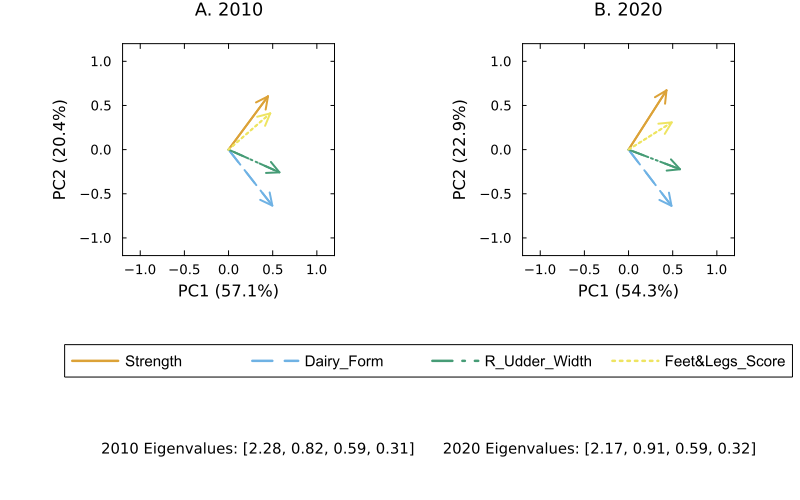 A. 2010
B. 2020
1.0
0.5
0.0
−0.5
−1.0
PC2 (20.4%)
−1.0 −0.5 0.0 0.5 1.0
PC1 (57.1%)
1.0
0.5
0.0
−0.5
−1.0
PC2 (22.9%)
−1.0 −0.5 0.0 0.5 1.0
PC1 (54.3%)
Strength Dairy_Form R_Udder_Width Feet&Legs_Score
2010 Eigenvalues: [2.28, 0.82, 0.59, 0.31]
2020 Eigenvalues: [2.17, 0.91, 0.59, 0.32]